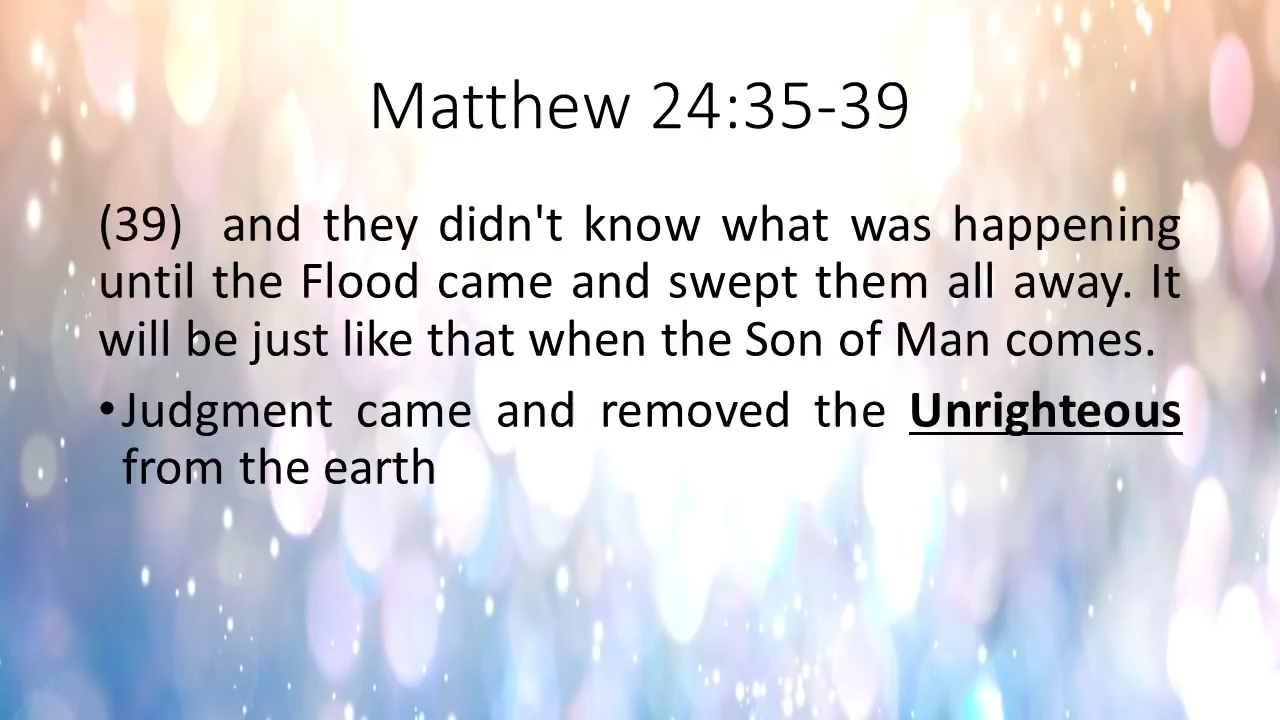 Matthew 24:35-39
(39)  and they didn't know what was happening
until the Flood came and swept them all away. It
will be just like that when the Son of Man comes.
•Judgment came and removed the Unrighteous
from the earth